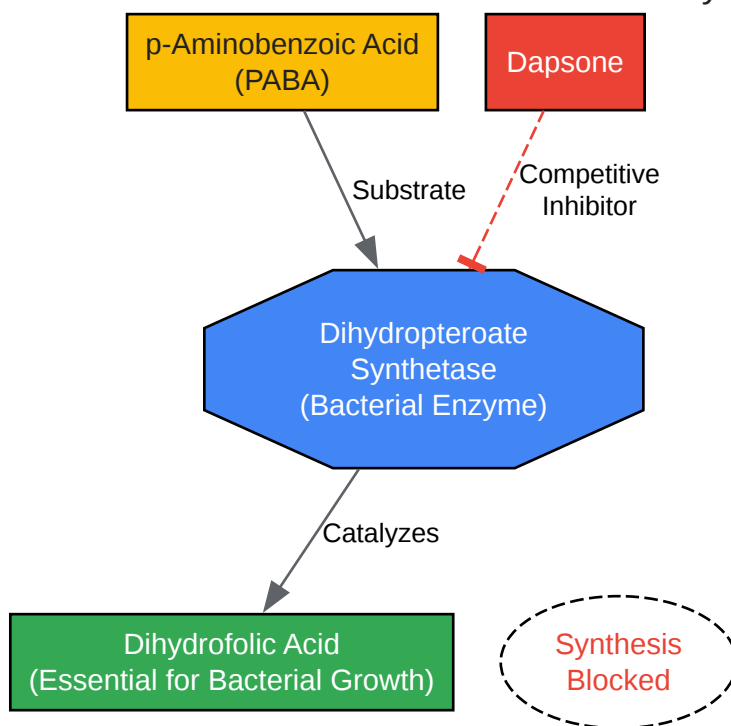 p-Aminobenzoic Acid
(PABA)
Dapsone
Substrate
Competitive
Inhibitor
Dihydropteroate
Synthetase
(Bacterial Enzyme)
Catalyzes
Dihydrofolic Acid
(Essential for Bacterial Growth)
Synthesis
Blocked